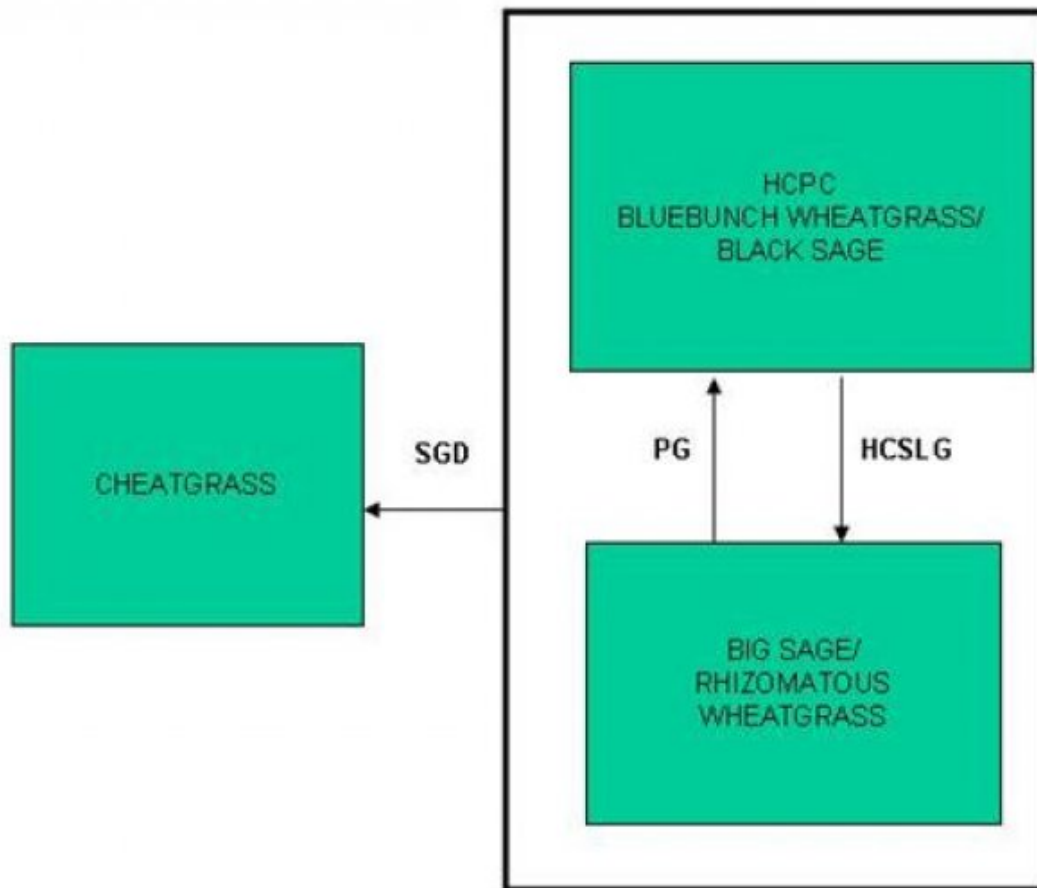 HCPC
BLUEBUNCH WHEATGRASS/
BLACK SAGE
CHEATGRASS
SGD
PG
HCSLG
BIG SAGE/
RHIZOMATOUS
WHEATGRASS